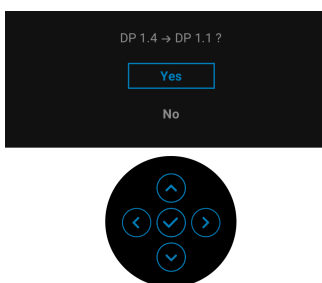 DP 1.4 → DP 1.1 ?
Yes
No